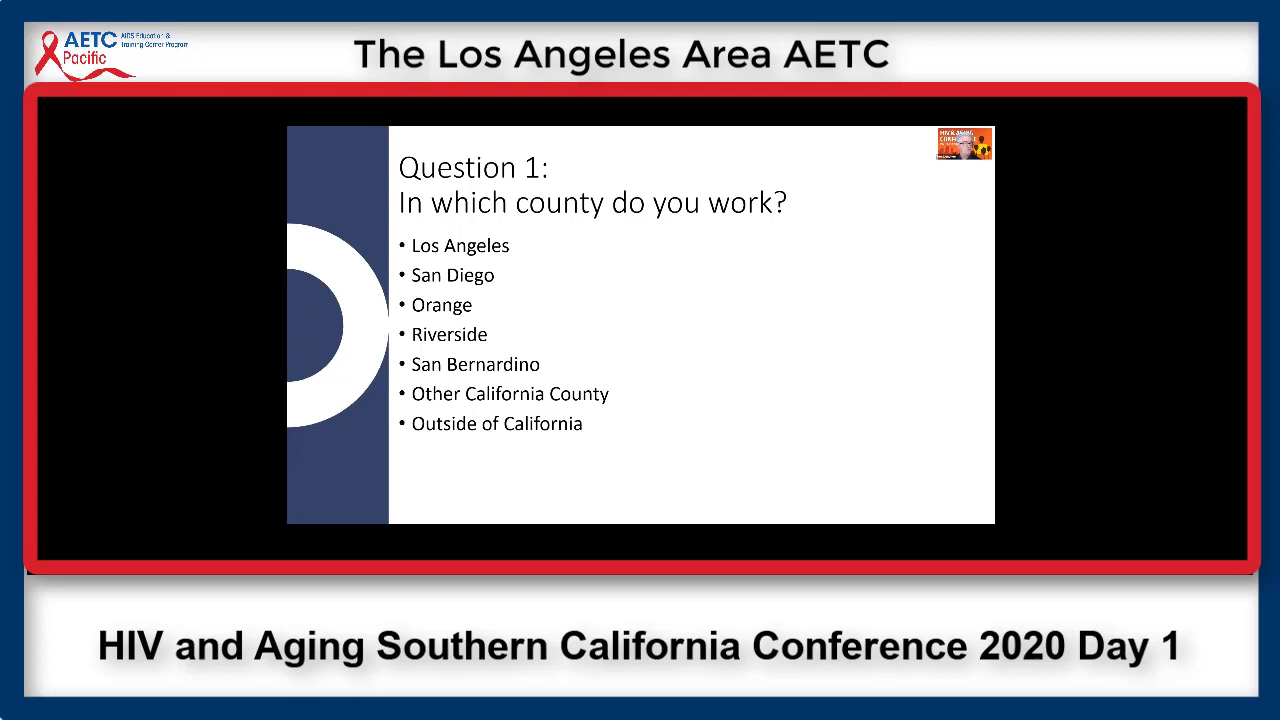 AETC AIDS Education &
Training Center Program
Pacific
The Los Angeles Area AETC
HIV & AGING
Question 1:
In which county do you work?
• Los Angeles
• San Diego
• Orange
• Riverside
• San Bernardino
• Other California County
• Outside of California
HIV and Aging Southern California Conference 2020 Day 1